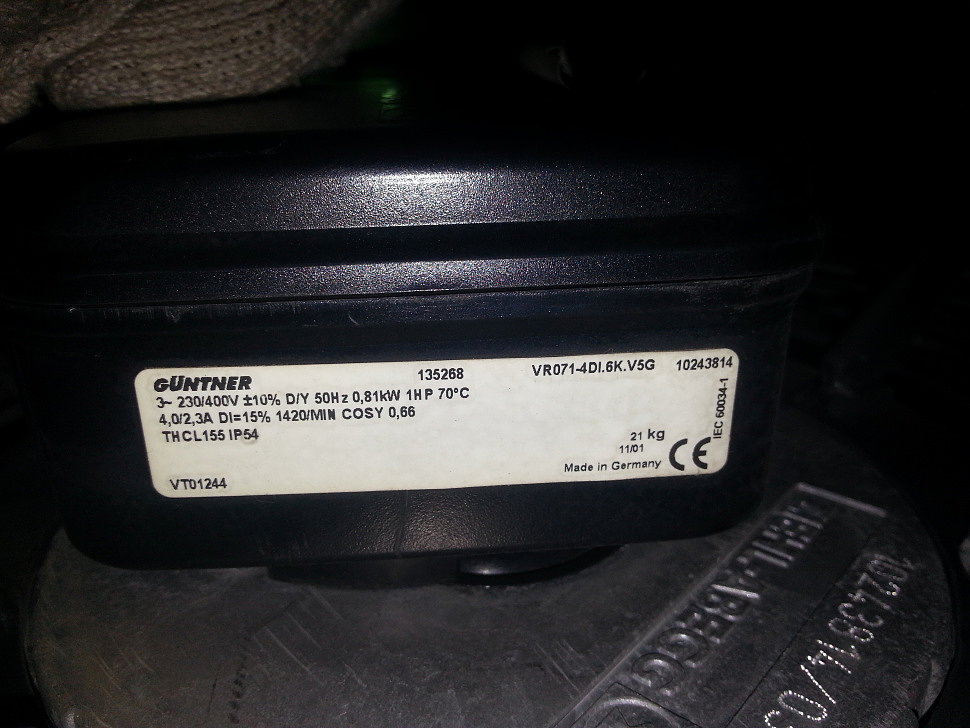 GÜNTNER 135268 VR071-4DI.6K.V5G 10243814
3~ 230/400V ±10% D/Y 50Hz 0,81kW 1HP 70°C
4,0/2,3A DI=15% 1420/MIN COSY 0,66
THCL155 IP54
21 kg
11/01
Made in Germany CE
IEC 60034-1
VT01244
ZIEHL-ABEGG